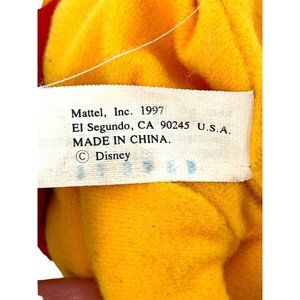 Mattel, Inc. 1997
El Segundo, CA 90245 U.S.A.
MADE IN CHINA.
© Disney